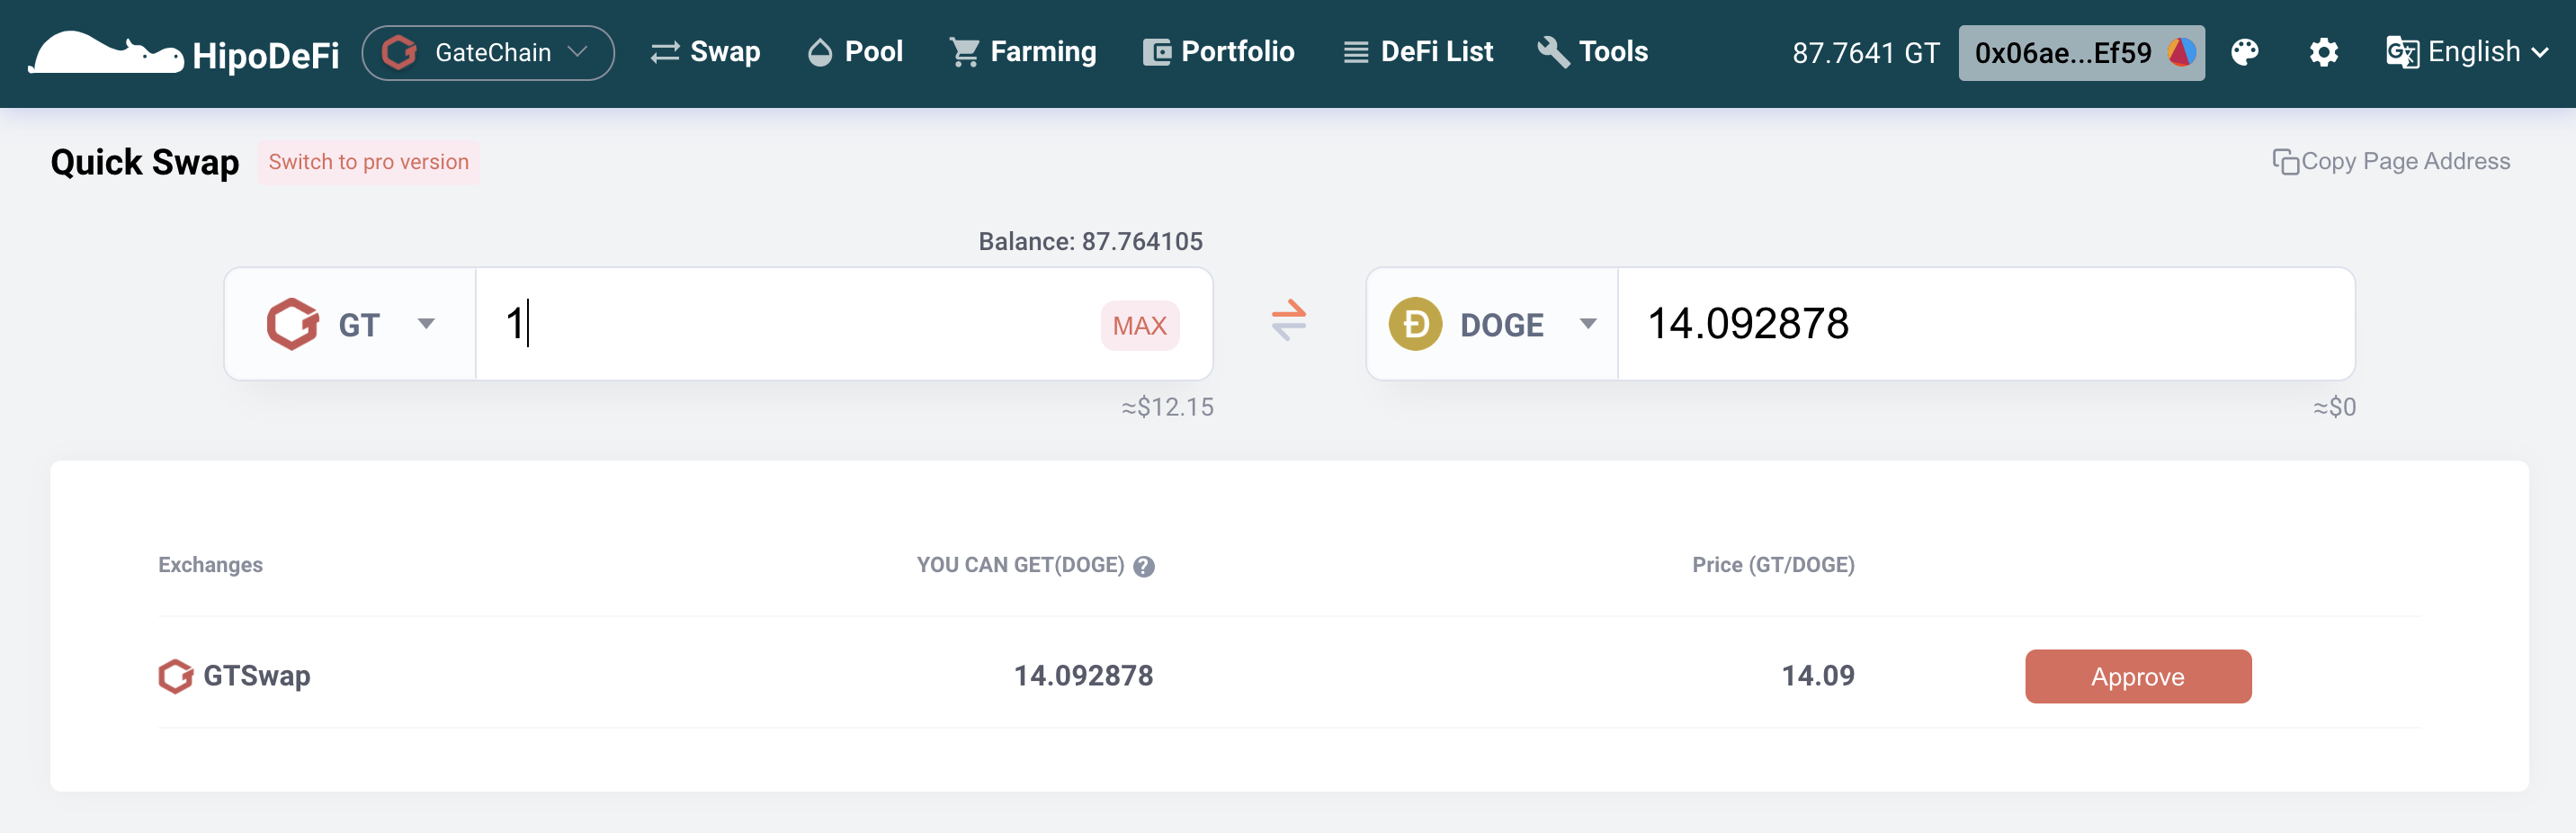 HipoDeFi GateChain Swap Pool Farming Portfolio DeFi List Tools 87.7641 GT 0x06ae...Ef59 English
Quick Swap Switch to pro version Copy Page Address
Balance: 87.764105
GT 1 MAX DOGE 14.092878
≈$12.15 ≈$0
Exchanges YOU CAN GET(DOGE) ? Price (GT/DOGE)
GTSwap 14.092878 14.09 Approve